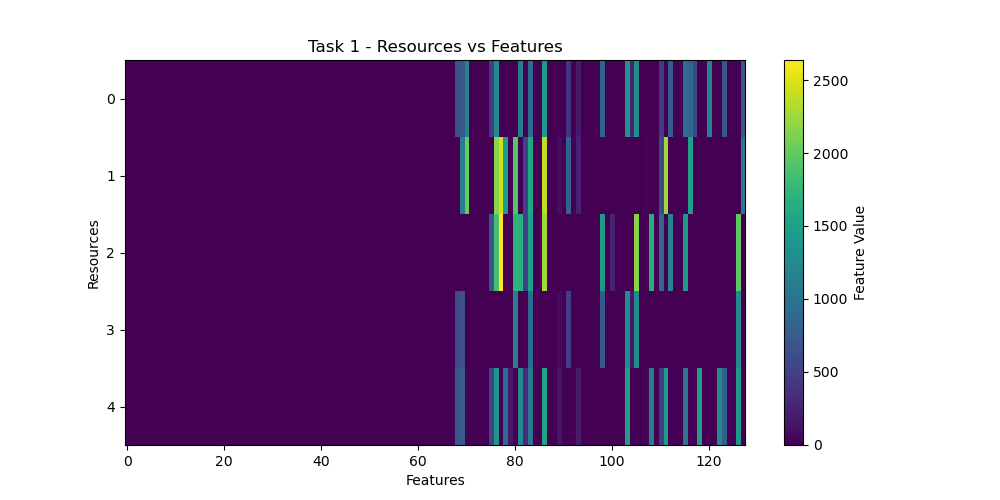 Task 1 - Resources vs Features
Resources
0
1
2
3
4
0 20 40 60 80 100 120
Features
2500
2000
1500
1000
500
0
Feature Value